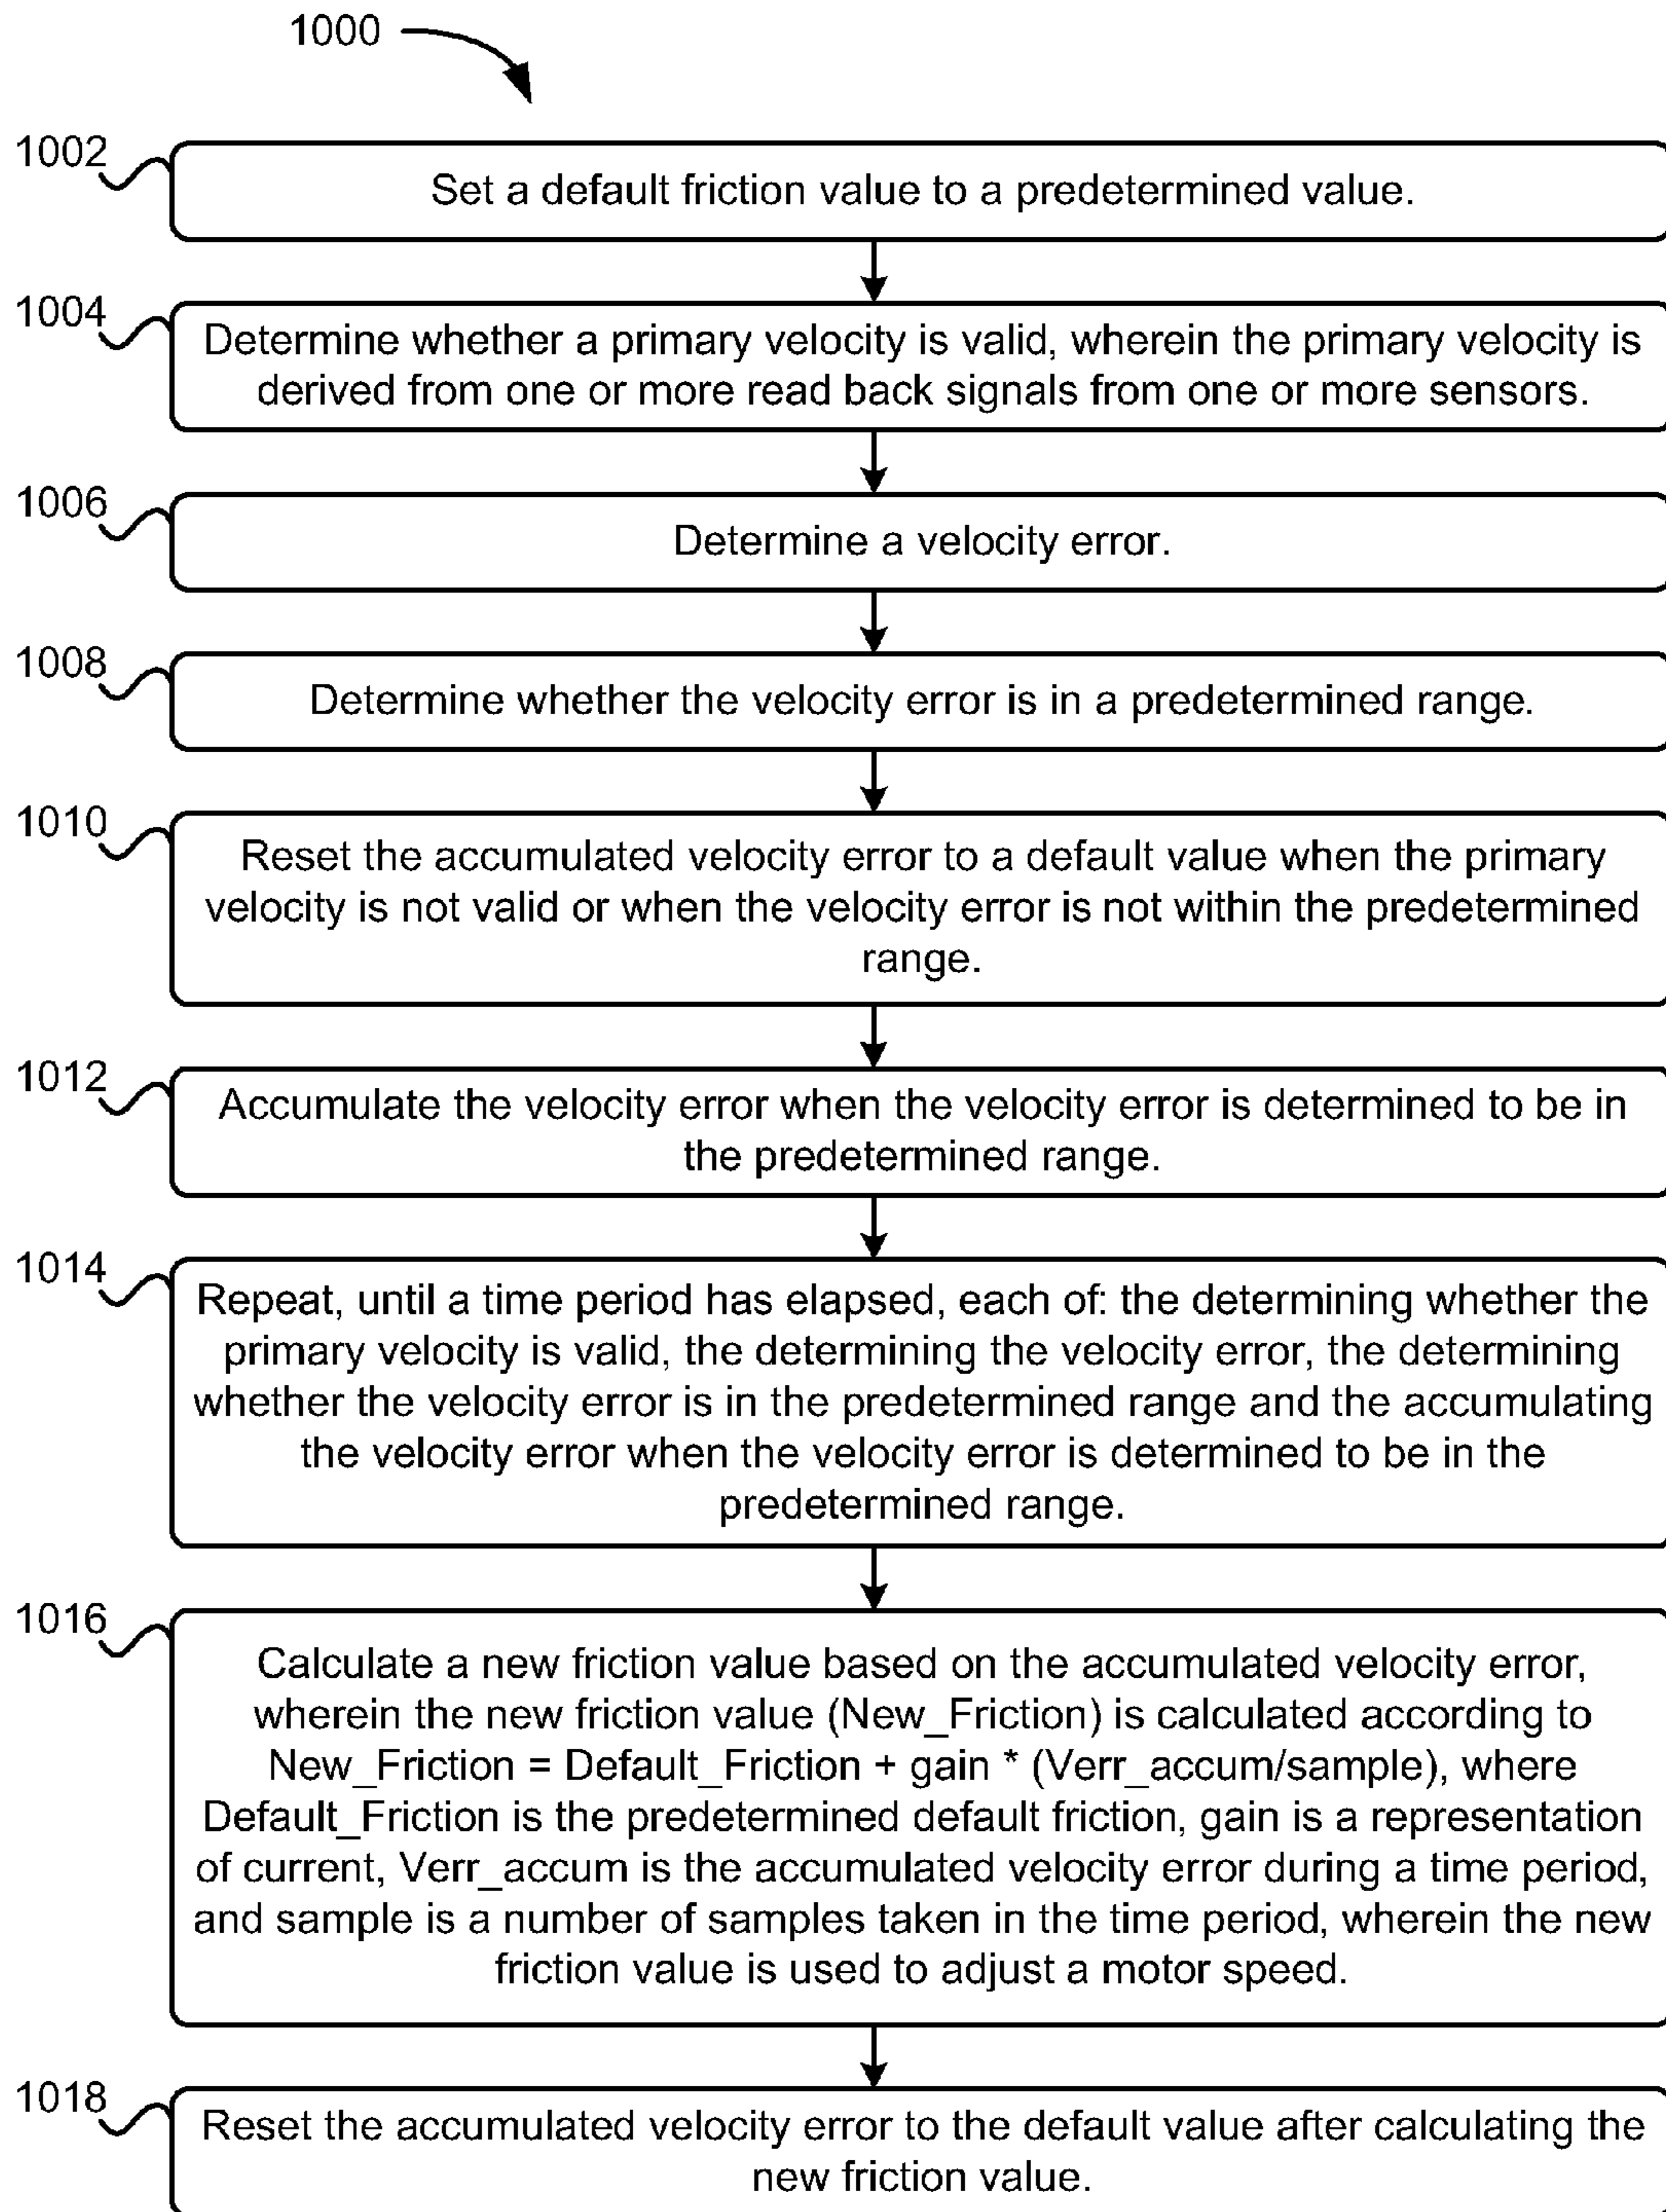 1000
1002
Set a default friction value to a predetermined value.
1004
Determine whether a primary velocity is valid, wherein the primary velocity is
derived from one or more read back signals from one or more sensors.
1006
Determine a velocity error.
1008
Determine whether the velocity error is in a predetermined range.
1010
Reset the accumulated velocity error to a default value when the primary
velocity is not valid or when the velocity error is not within the predetermined
range.
1012
Accumulate the velocity error when the velocity error is determined to be in
the predetermined range.
1014
Repeat, until a time period has elapsed, each of: the determining whether the
primary velocity is valid, the determining the velocity error, the determining
whether the velocity error is in the predetermined range and the accumulating
the velocity error when the velocity error is determined to be in the
predetermined range.
1016
Calculate a new friction value based on the accumulated velocity error,
wherein the new friction value (New_Friction) is calculated according to
New_Friction = Default_Friction + gain * (Verr_accum/sample), where
Default_Friction is the predetermined default friction, gain is a representation
of current, Verr_accum is the accumulated velocity error during a time period,
and sample is a number of samples taken in the time period, wherein the new
friction value is used to adjust a motor speed.
1018
Reset the accumulated velocity error to the default value after calculating the
new friction value.